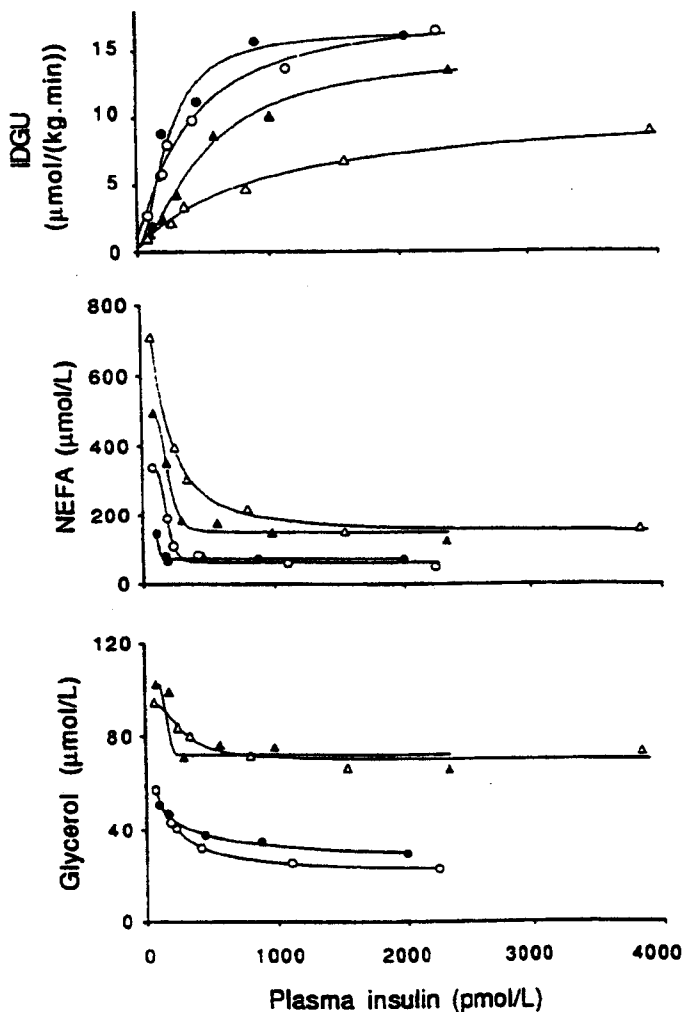 IDGU
(μmol/(kg.min))
15
10
5
0
NEFA (μmol/L)
800
600
400
200
0
Glycerol (μmol/L)
120
80
40
0
0 1000 2000 3000 4000
Plasma insulin (pmol/L)